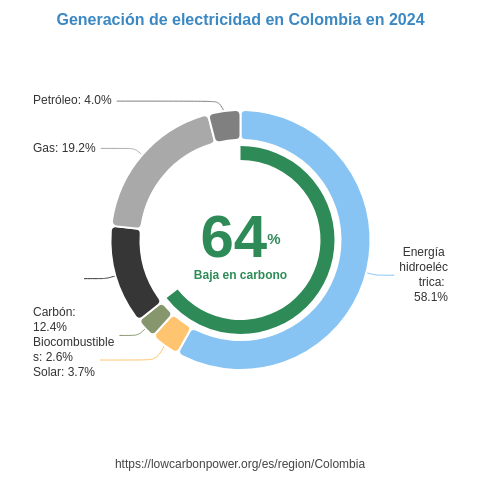 Generación de electricidad en Colombia en 2024
Petróleo: 4.0%
Gas: 19.2%
64%
Baja en carbono
Energía
hidroeléc
trica:
58.1%
Carbón:
12.4%
Biocombustible
s: 2.6%
Solar: 3.7%
https://lowcarbonpower.org/es/region/Colombia